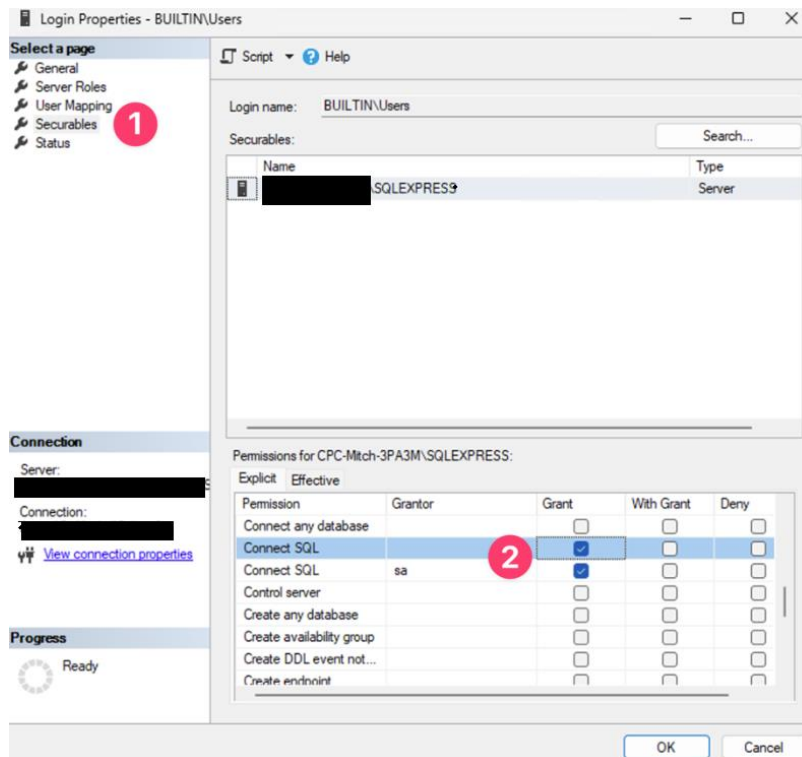 Login Properties - BUILTIN\Users
Select a page
General
Server Roles
User Mapping
Securables
Status
1
Script
Help
Login name: BUILTIN\Users
Securables:
Search...
Name Type
\SQLEXPRESS Server
Connection
Server:
S
Connection:
View connection properties
Progress
Ready
Permissions for CPC-Mitch-3PA3M\SQLEXPRESS:
Explicit Effective
Permission Grantor Grant With Grant Deny
Connect any database
Connect SQL
2
Connect SQL sa
Control server
Create any database
Create availability group
Create DDL event not...
Create endpoint
OK Cancel